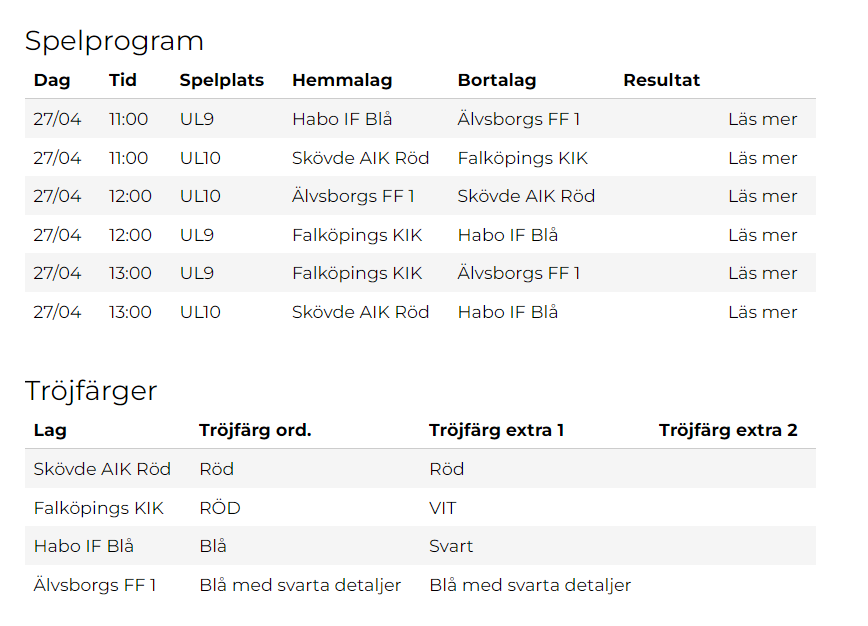 Spelprogram
Dag Tid Spelplats Hemmalag Bortalag Resultat
27/04 11:00 UL9 Habo IF Blå Älvsborgs FF 1 Läs mer
27/04 11:00 UL10 Skövde AIK Röd Falköpings KIK Läs mer
27/04 12:00 UL10 Älvsborgs FF 1 Skövde AIK Röd Läs mer
27/04 12:00 UL9 Falköpings KIK Habo IF Blå Läs mer
27/04 13:00 UL9 Falköpings KIK Älvsborgs FF 1 Läs mer
27/04 13:00 UL10 Skövde AIK Röd Habo IF Blå Läs mer
Tröjfärger
Lag Tröjfärg ord. Tröjfärg extra 1 Tröjfärg extra 2
Skövde AIK Röd Röd Röd
Falköpings KIK RÖD VIT
Habo IF Blå Blå Svart
Älvsborgs FF 1 Blå med svarta detaljer Blå med svarta detaljer